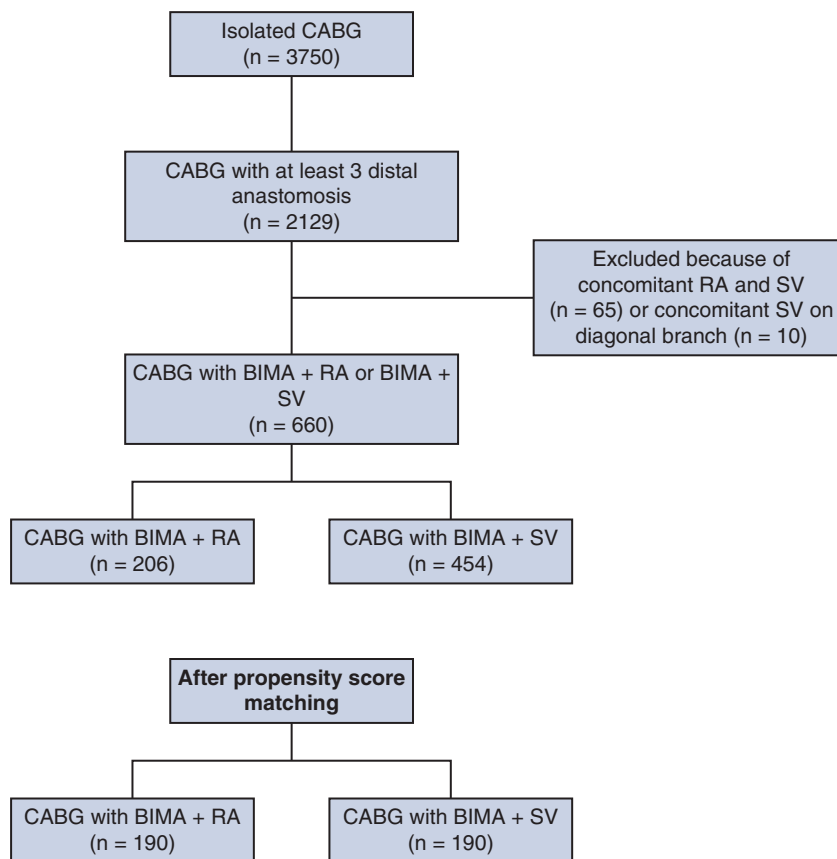 Isolated CABG
(n = 3750)
CABG with at least 3 distal
anastomosis
(n = 2129)
Excluded because of
concomitant RA and SV
(n = 65) or concomitant SV on
diagonal branch (n = 10)
CABG with BIMA + RA or BIMA +
SV
(n = 660)
CABG with BIMA + RA
(n = 206)
CABG with BIMA + SV
(n = 454)
After propensity score
matching
CABG with BIMA + RA
(n = 190)
CABG with BIMA + SV
(n = 190)